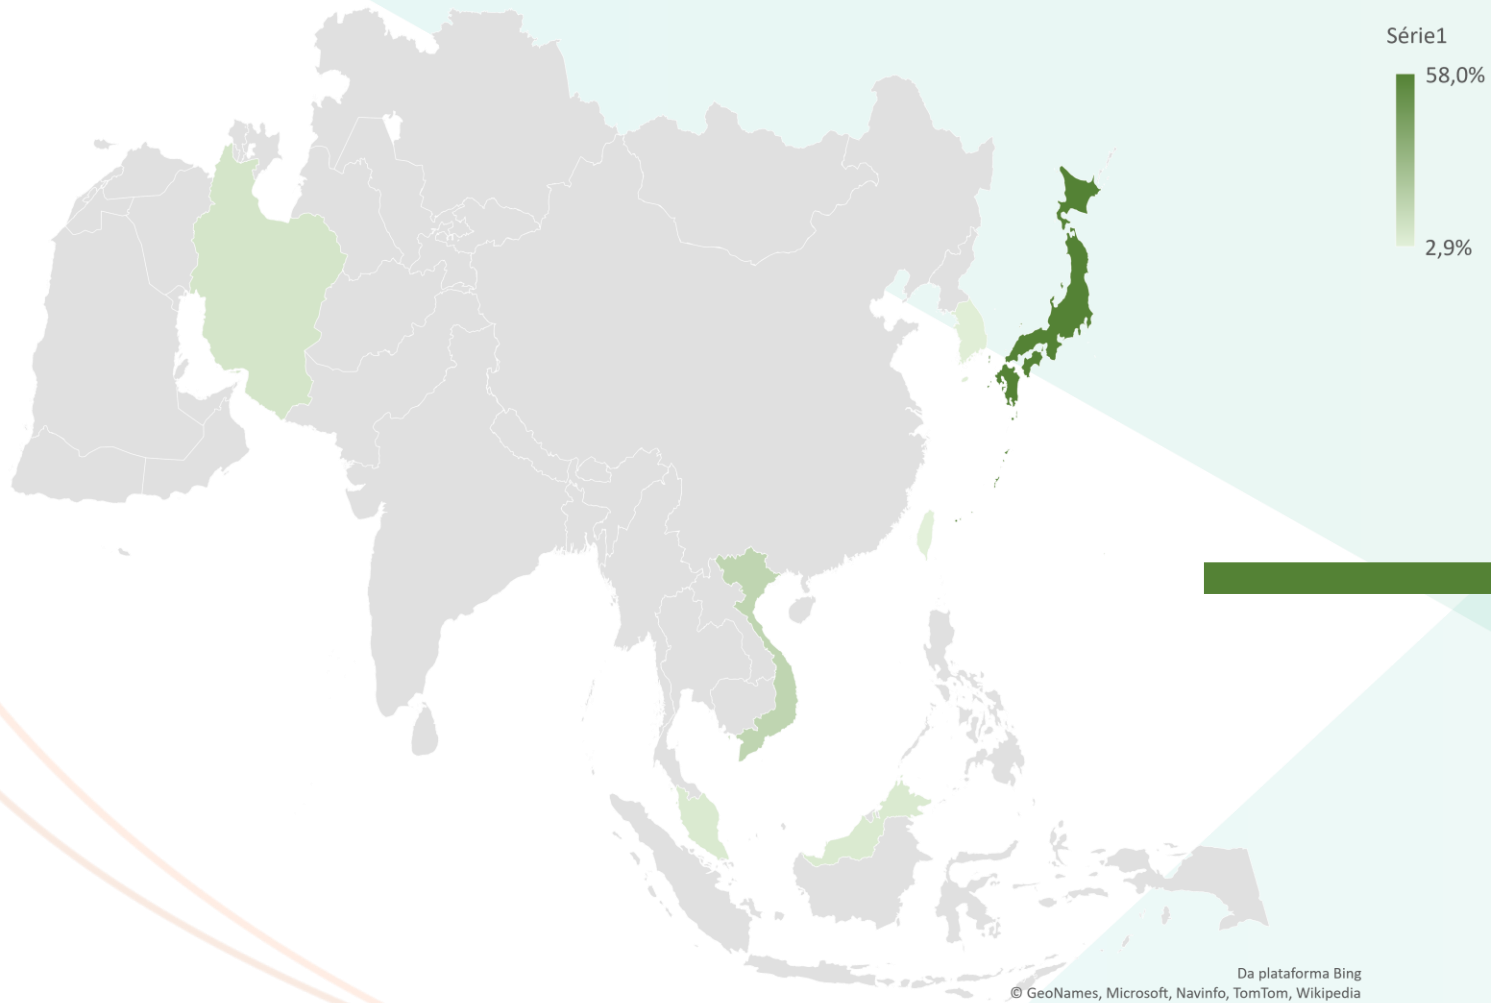 Série1
58,0%
2,9%
Da plataforma Bing
© GeoNames, Microsoft, Navinfo, TomTom, Wikipedia